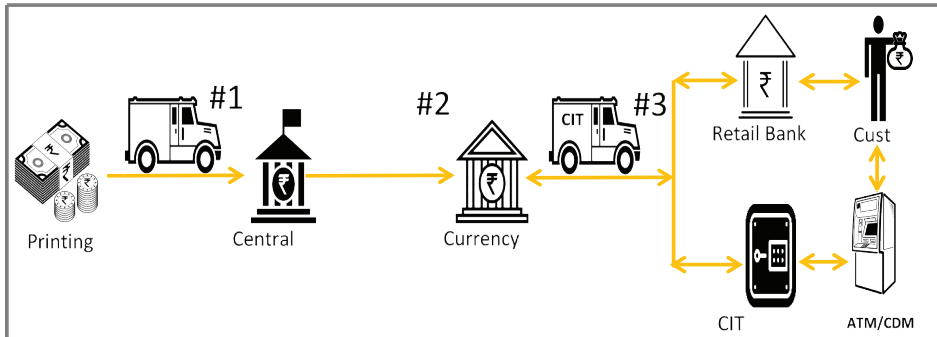 #1
#2
#3
CIT
₹
₹
₹
₹
₹
₹
₹
₹
Printing
Central
Currency
Retail Bank
Cust
CIT
ATM/CDM